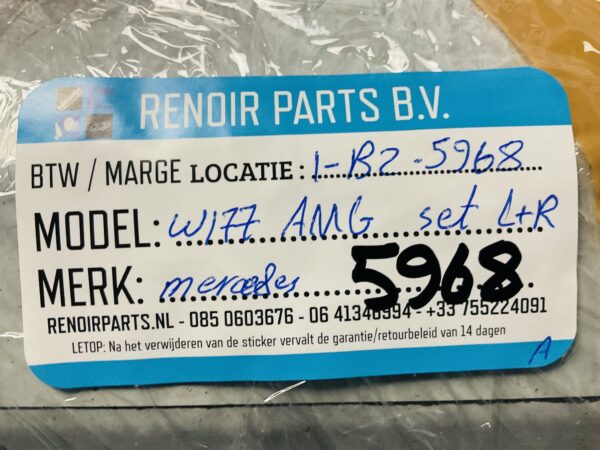 RENOIR PARTS B.V.
BTW / MARGE LOCATIE: 1-B2-5968
MODEL: W177 AMG set L+R
MERK: mercedes 5968
RENOIRPARTS.NL - 085 0603676 - 06 41346994 - +33 755224091
LETOP: Na het verwijderen van de sticker vervalt de garantie/retourbeleid van 14 dagen
A